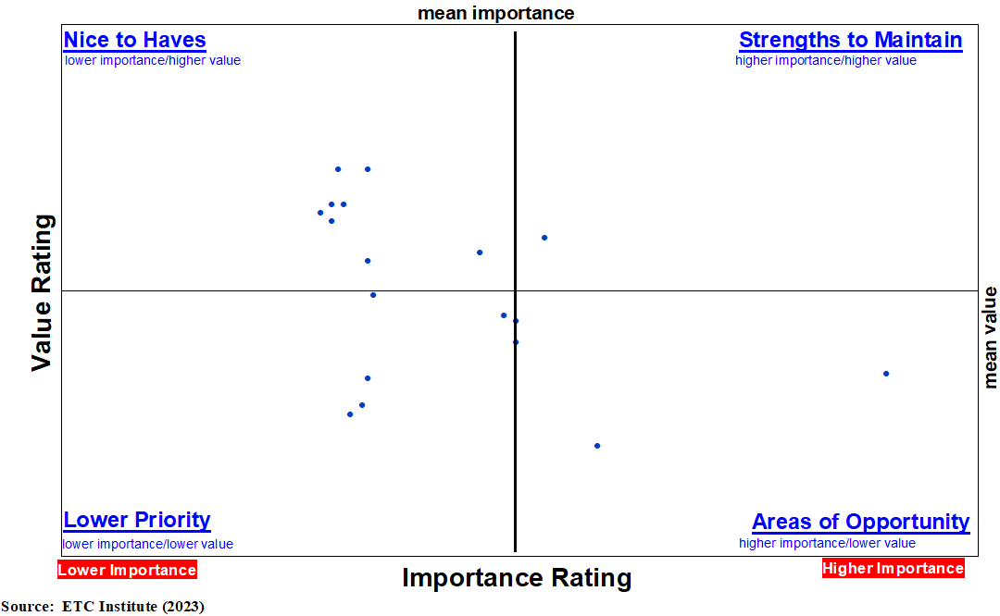 mean importance
Nice to Haves
lower importance/higher value
Strengths to Maintain
higher importance/higher value
Value Rating
mean value
Lower Priority
lower importance/lower value
Areas of Opportunity
higher importance/lower value
Lower Importance
Importance Rating
Higher Importance
Source: ETC Institute (2023)